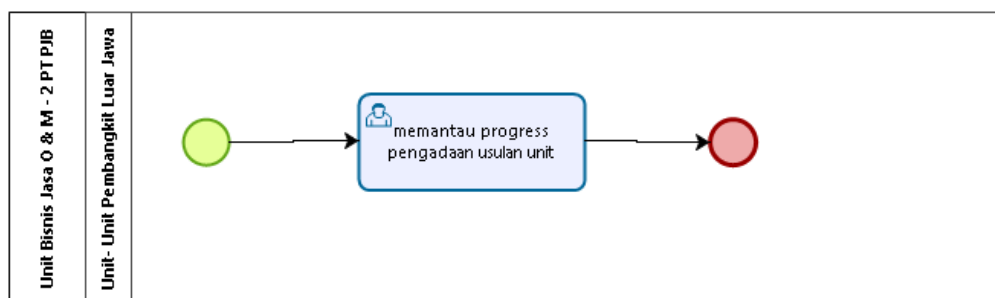 Unit Bisnis Jasa O & M - 2 PT PJB
Unit- Unit Pembangkit Luar Jawa
memantau progress
pengadaan usulan unit